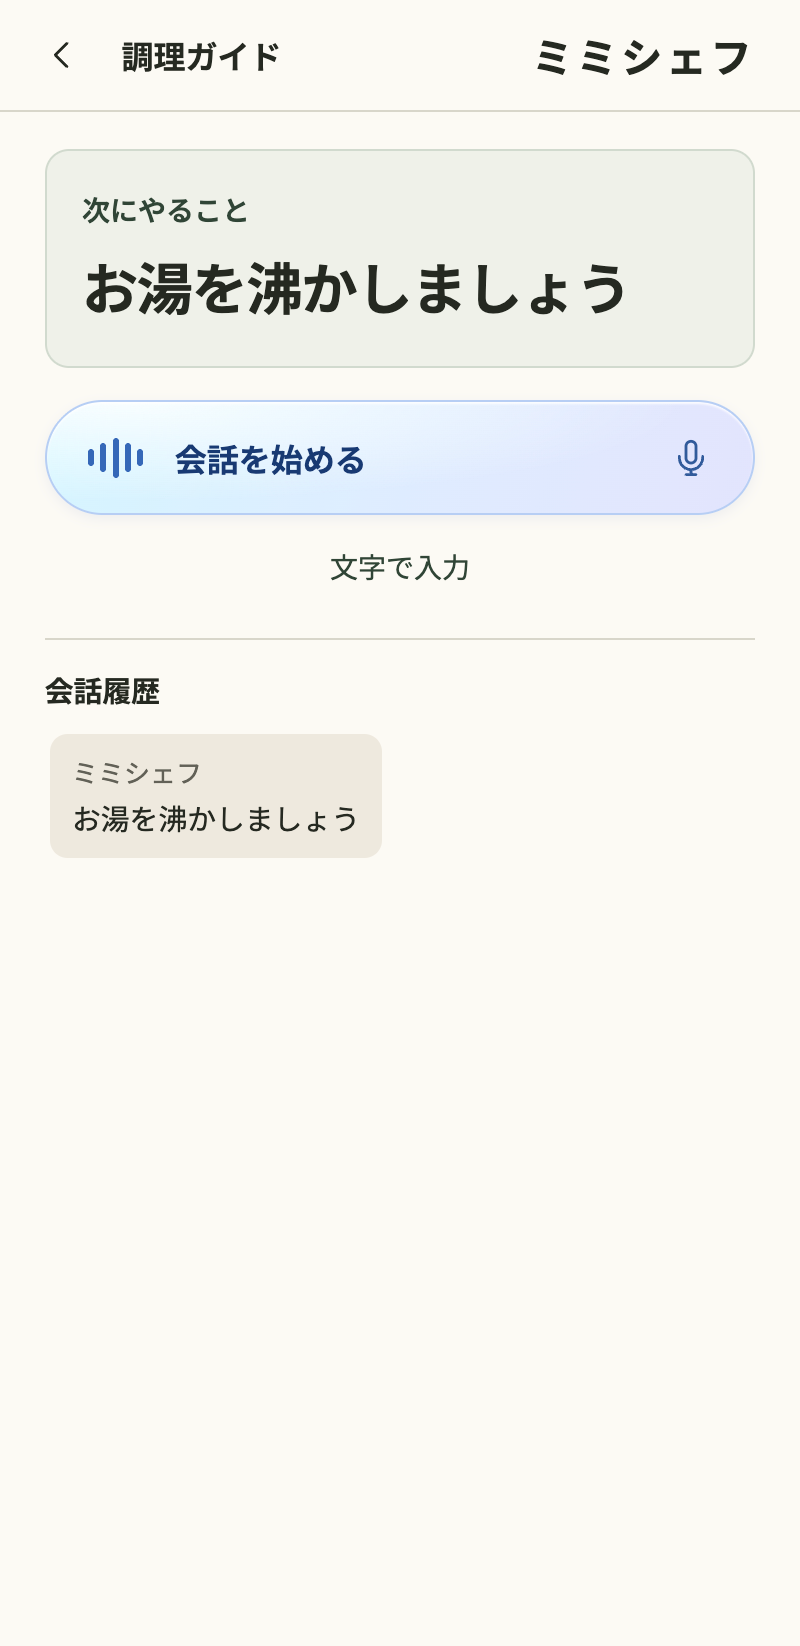 調理ガイド
ミミシェフ
次にやること
お湯を沸かしましょう
会話を始める
文字で入力
会話履歴
ミミシェフ
お湯を沸かしましょう